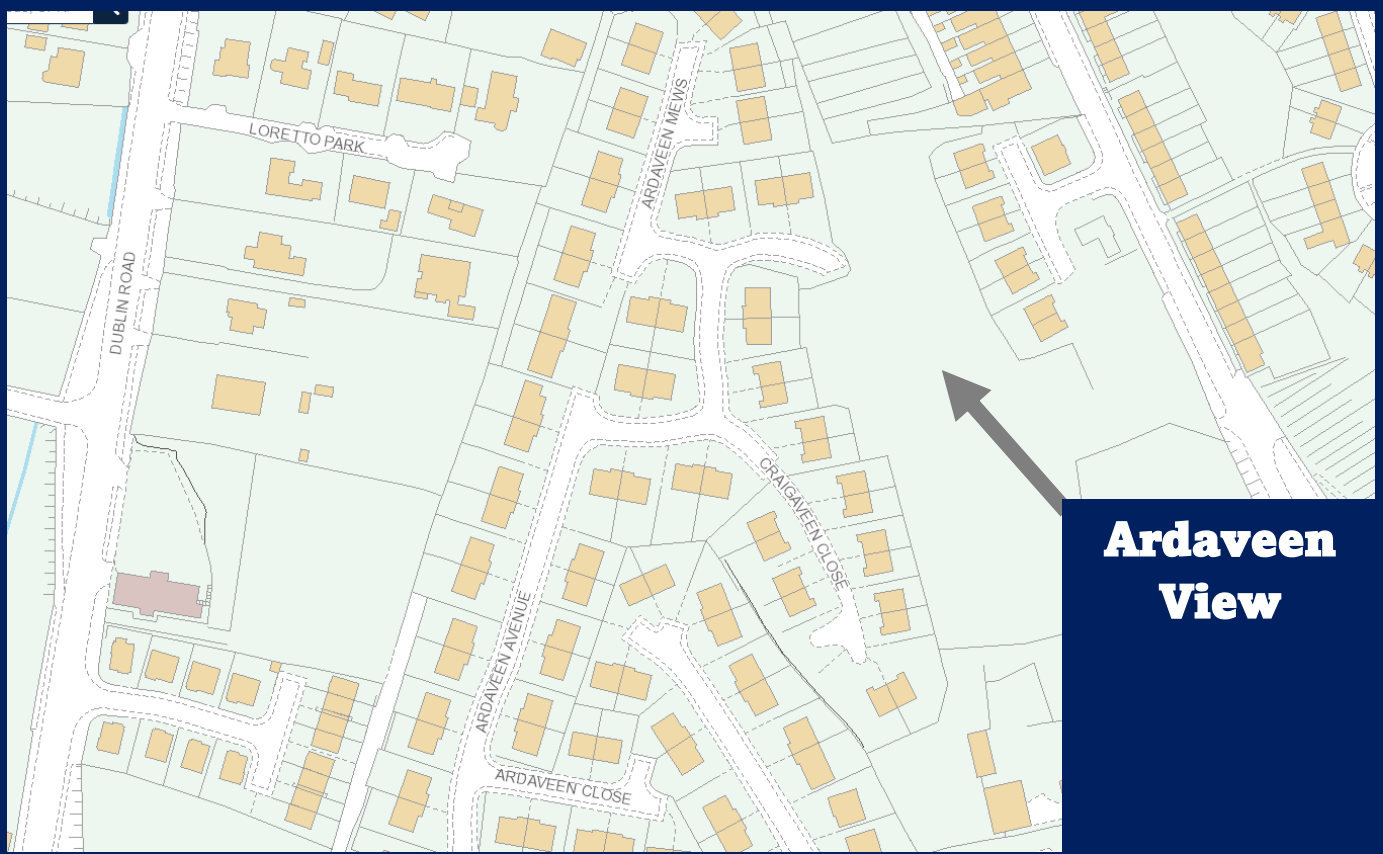 LORETTO PARK
ARDAVEEN MEWS
DUBLIN ROAD
CRAIGAVEEN CLOSE
Ardaveen
View
ARDAVEEN AVENUE
ARDAVEEN CLOSE